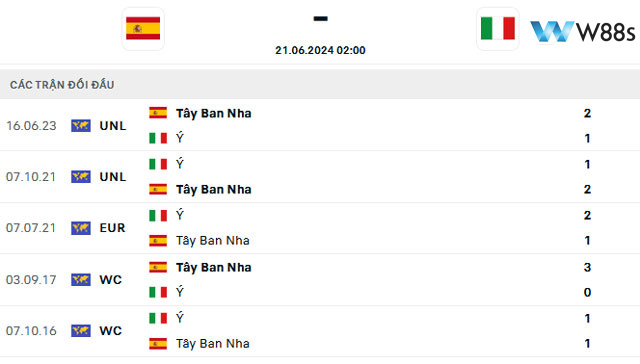 –
W88s
21.06.2024 02:00
CÁC TRẬN ĐỐI ĐẦU
16.06.23 UNL
Tây Ban Nha 2
Ý 1
07.10.21 UNL
Ý 1
Tây Ban Nha 2
07.07.21 EUR
Ý 2
Tây Ban Nha 1
03.09.17 WC
Tây Ban Nha 3
Ý 0
07.10.16 WC
Ý 1
Tây Ban Nha 1